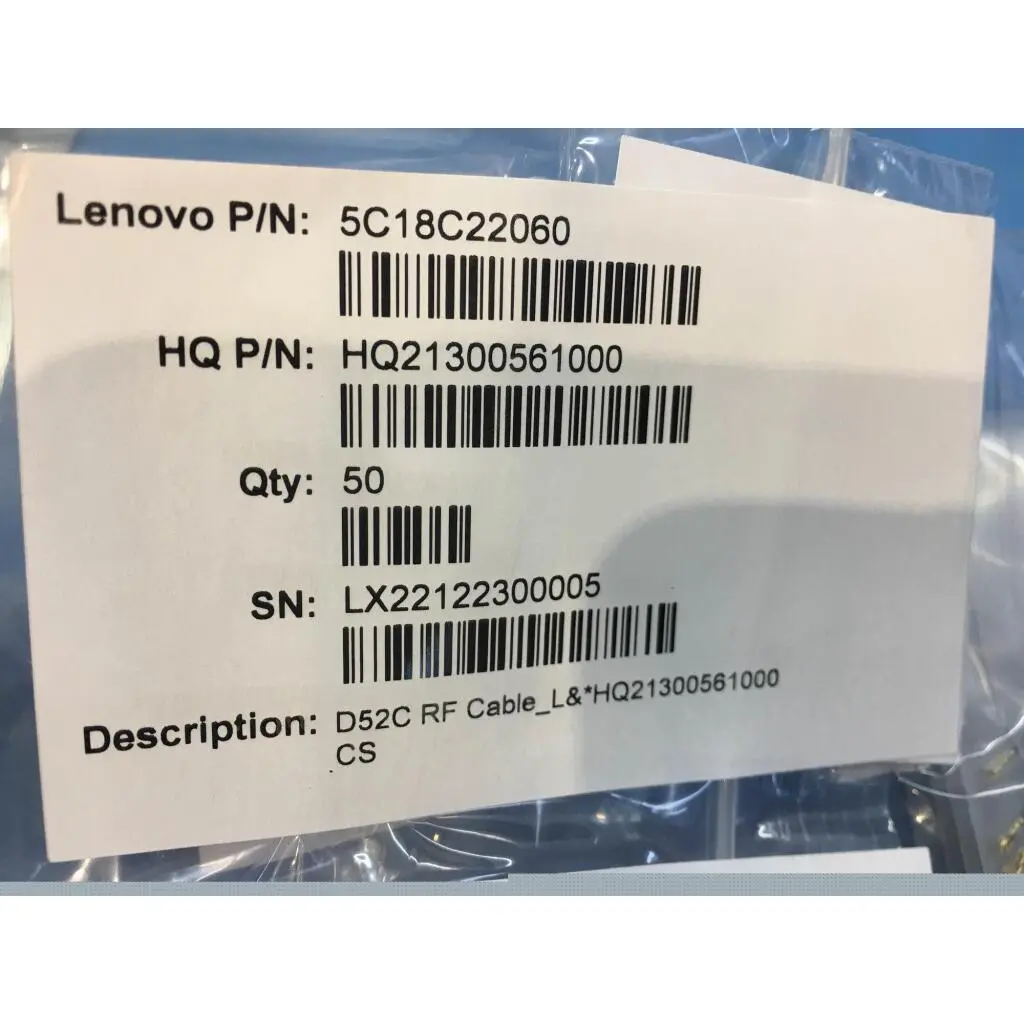 Lenovo P/N: 5C18C22060
HQ P/N: HQ21300561000
Qty: 50
SN: LX22122300005
Description: D52C RF Cable_L&*HQ21300561000
CS